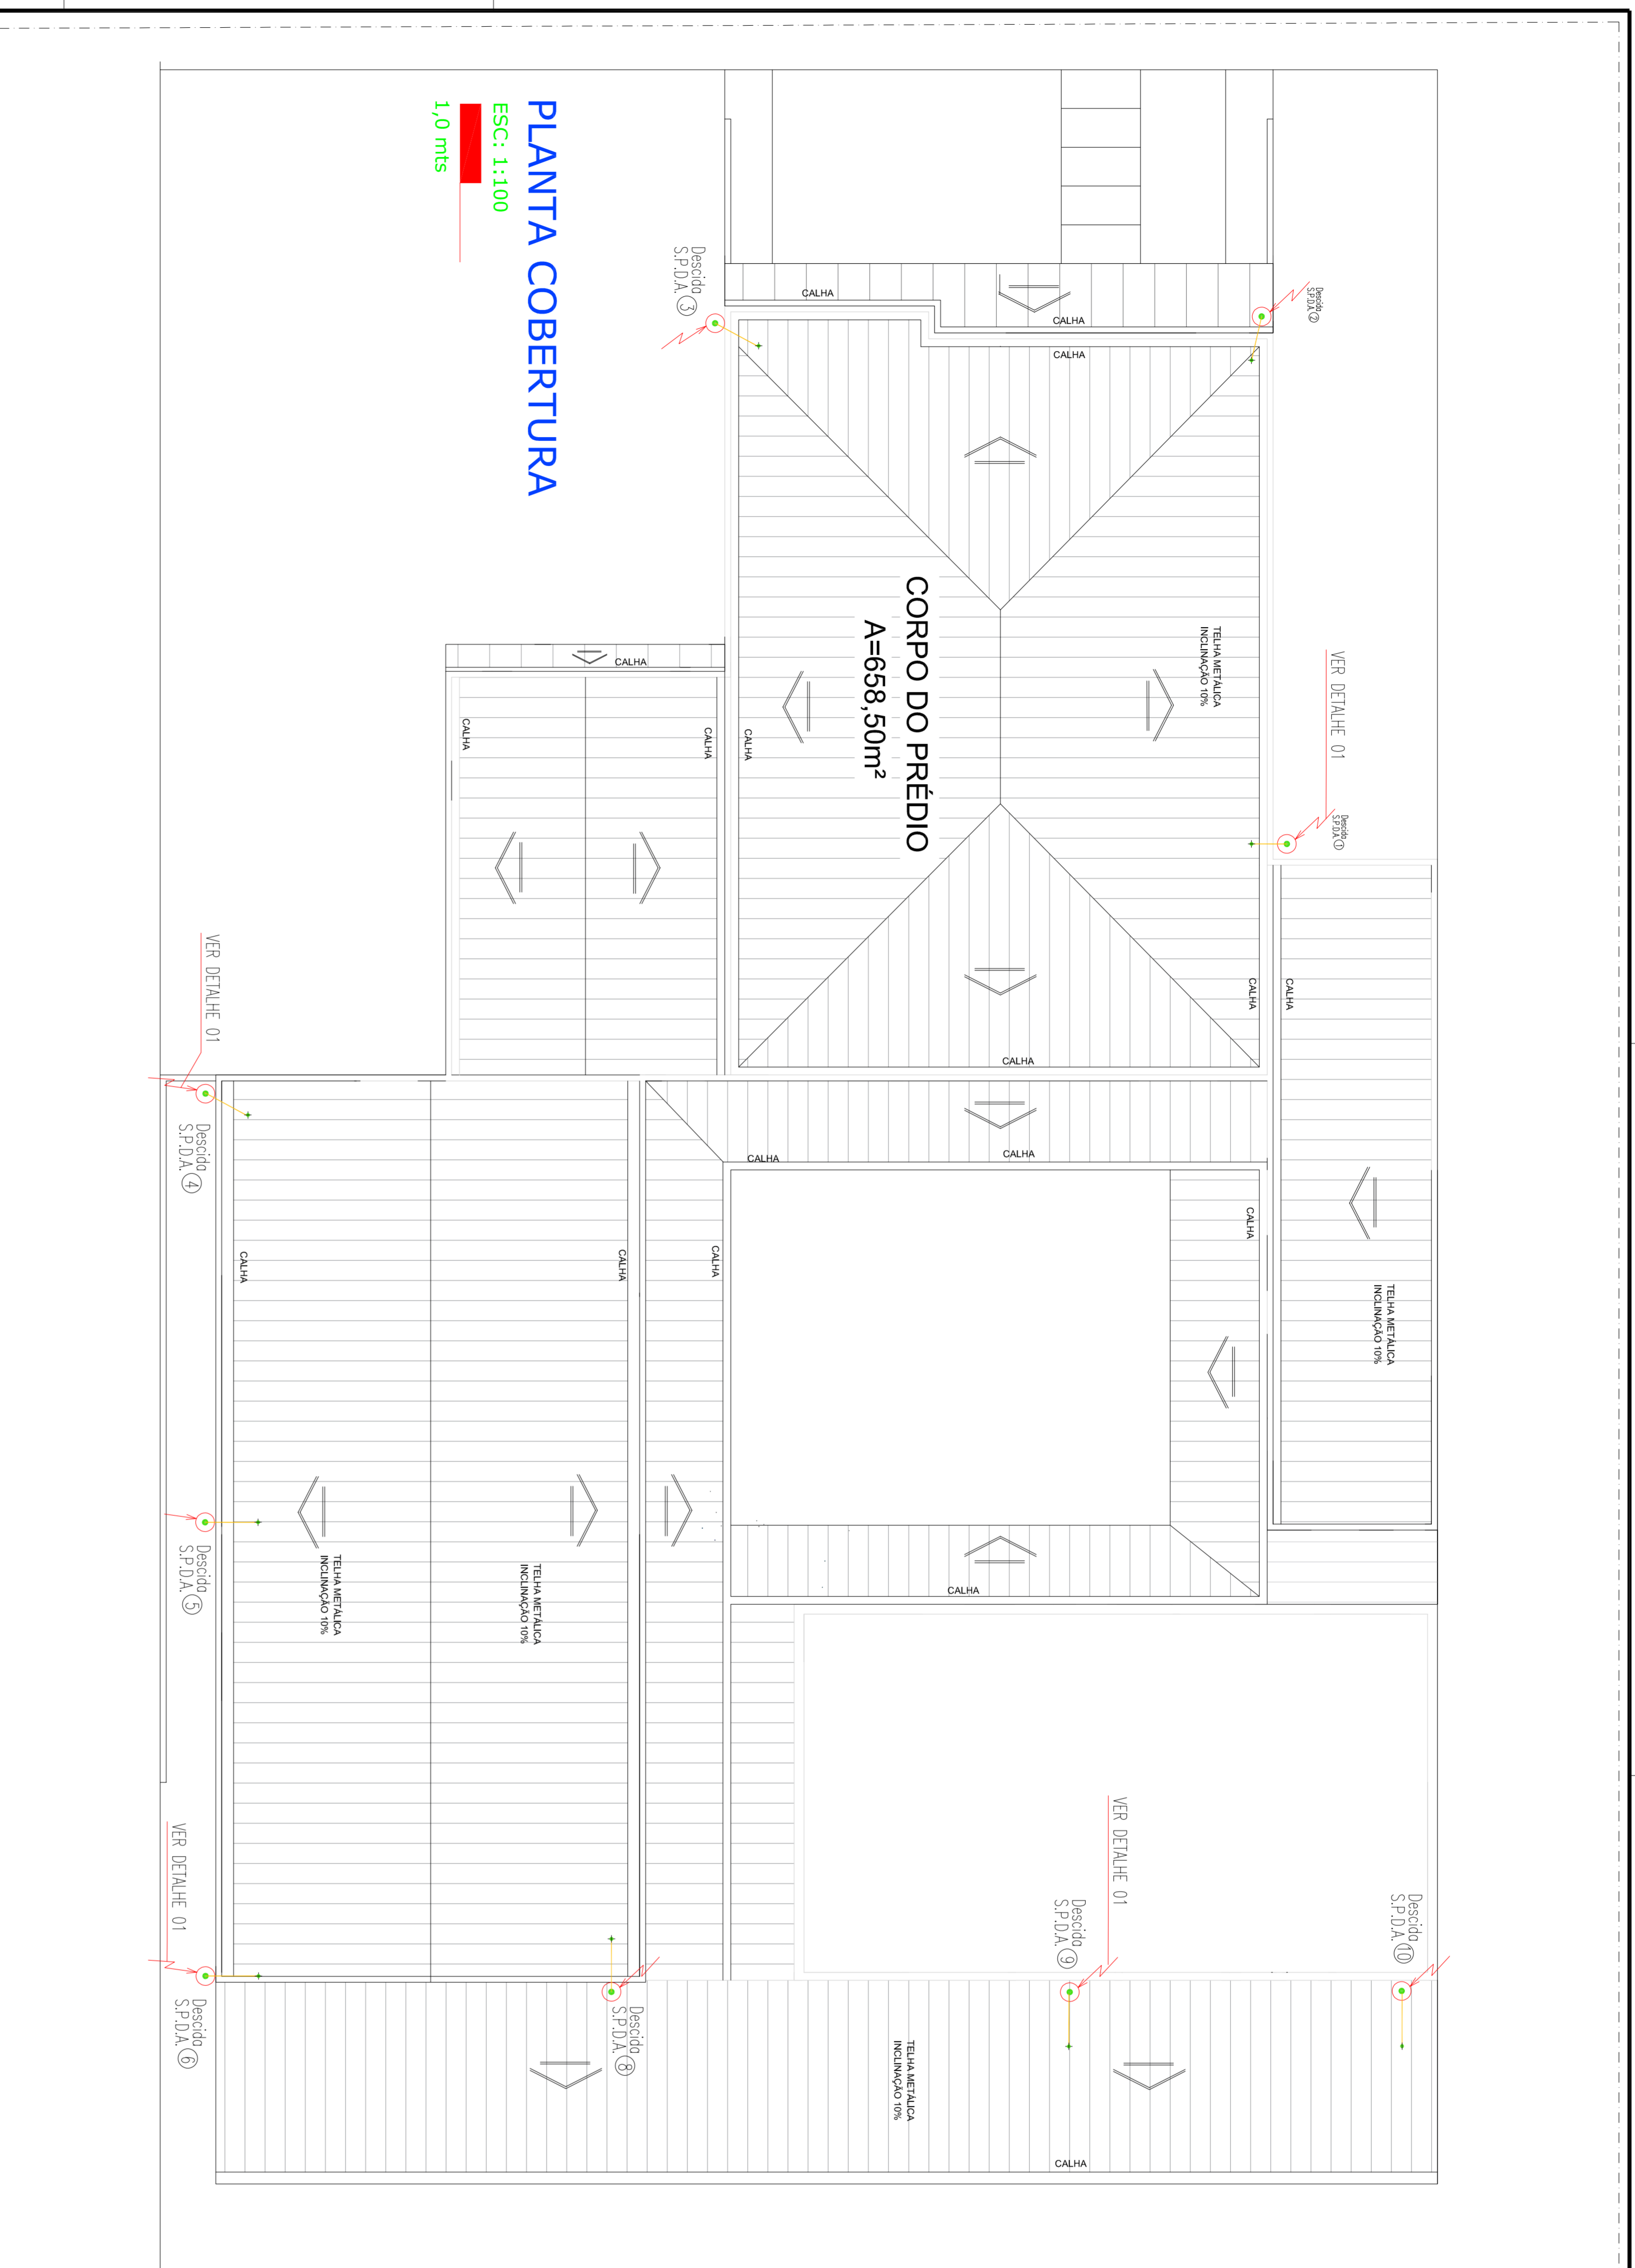 PLANTA COBERTURA
ESC: 1:100
1,0 mts
Descida
S.P.D.A. 3
CALHA
CALHA
CALHA
Descida
S.P.D.A. 2
VER DETALHE 01
Descida
S.P.D.A. 1
TELHA METÁLICA
INCLINAÇÃO 10%
CORPO DO PRÉDIO
A=658,50m²
CALHA
CALHA
CALHA
CALHA
CALHA
CALHA
CALHA
CALHA
CALHA
CALHA
VER DETALHE 01
Descida
S.P.D.A. 4
CALHA
CALHA
CALHA
CALHA
TELHA METÁLICA
INCLINAÇÃO 10%
CALHA
TELHA METÁLICA
INCLINAÇÃO 10%
TELHA METÁLICA
INCLINAÇÃO 10%
Descida
S.P.D.A. 5
VER DETALHE 01
Descida
S.P.D.A. 6
Descida
S.P.D.A. 8
VER DETALHE 01
Descida
S.P.D.A. 9
Descida
S.P.D.A. 10
TELHA METÁLICA
INCLINAÇÃO 10%
CALHA